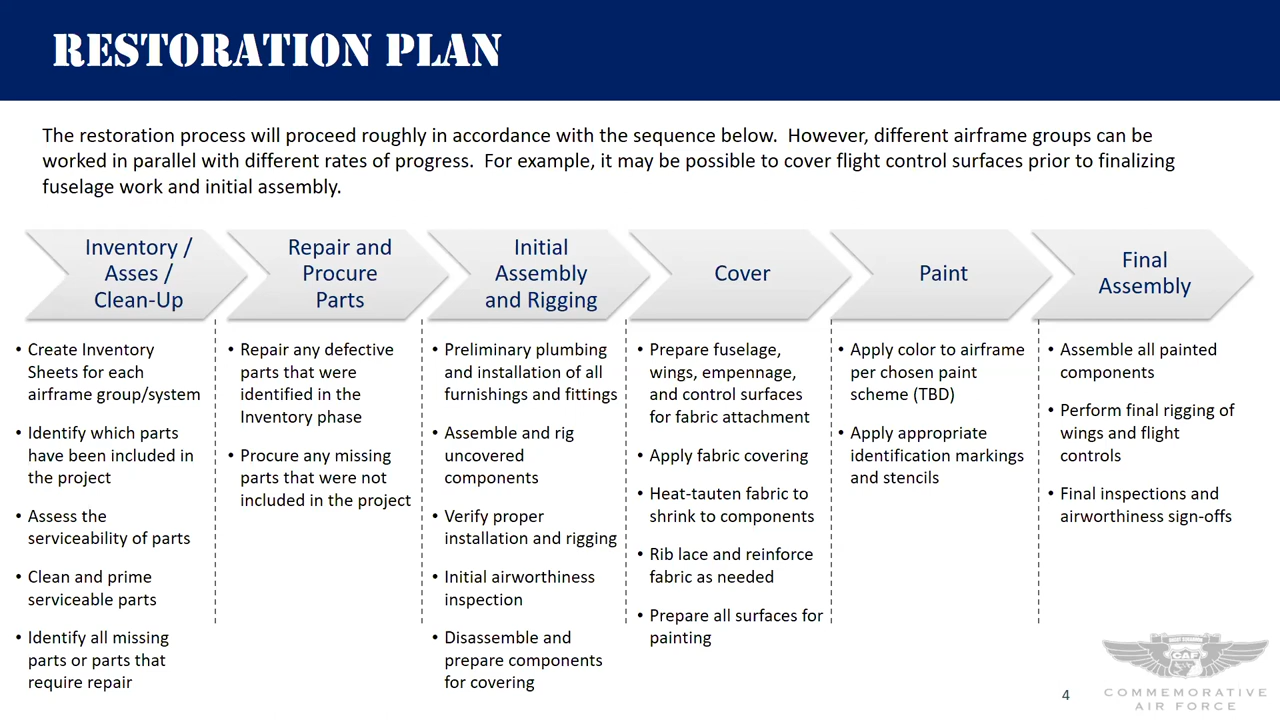 RESTORATION PLAN
The restoration process will proceed roughly in accordance with the sequence below. However, different airframe groups can be
worked in parallel with different rates of progress. For example, it may be possible to cover flight control surfaces prior to finalizing
fuselage work and initial assembly.
Inventory /
Asses /
Clean-Up
Repair and
Procure
Parts
Initial
Assembly
and Rigging
Cover
Paint
Final
Assembly
• Create Inventory
Sheets for each
airframe group/system
• Identify which parts
have been included in
the project
• Assess the
serviceability of parts
• Clean and prime
serviceable parts
• Identify all missing
parts or parts that
require repair
• Repair any defective
parts that were
identified in the
Inventory phase
• Procure any missing
parts that were not
included in the project
• Preliminary plumbing
and installation of all
furnishings and fittings
• Assemble and rig
uncovered
components
• Verify proper
installation and rigging
• Initial airworthiness
inspection
• Disassemble and
prepare components
for covering
• Prepare fuselage,
wings, empennage,
and control surfaces
for fabric attachment
• Apply fabric covering
• Heat-tauten fabric to
shrink to components
• Rib lace and reinforce
fabric as needed
• Prepare all surfaces for
painting
• Apply color to airframe
per chosen paint
scheme (TBD)
• Apply appropriate
identification markings
and stencils
• Assemble all painted
components
• Perform final rigging of
wings and flight
controls
• Final inspections and
airworthiness sign-offs
4
CAF
COMMEMORATIVE
AIR FORCE